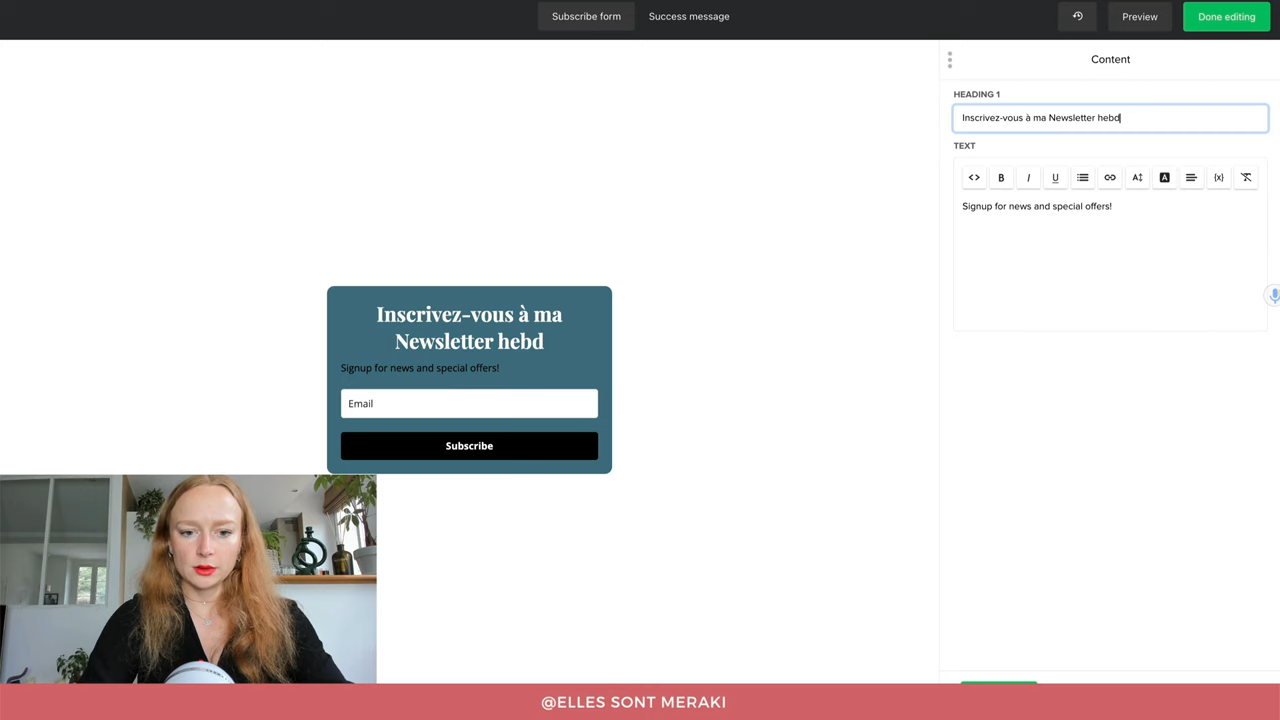 Subscribe form
Success message
Preview
Done editing
Content
HEADING 1
Inscrivez-vous à ma Newsletter hebd
TEXT
B I U A {x}
Signup for news and special offers!
Inscrivez-vous à ma
Newsletter hebd
Signup for news and special offers!
Email
Subscribe
@ELLES SONT MERAKI